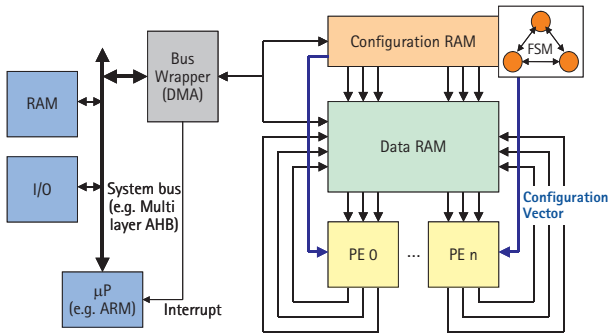 Bus
Wrapper
(DMA)
Configuration RAM
FSM
RAM
Data RAM
I/O
System bus
(e.g. Multi
layer AHB)
Configuration
Vector
PE 0
...
PE n
µP
(e.g. ARM)
Interrupt